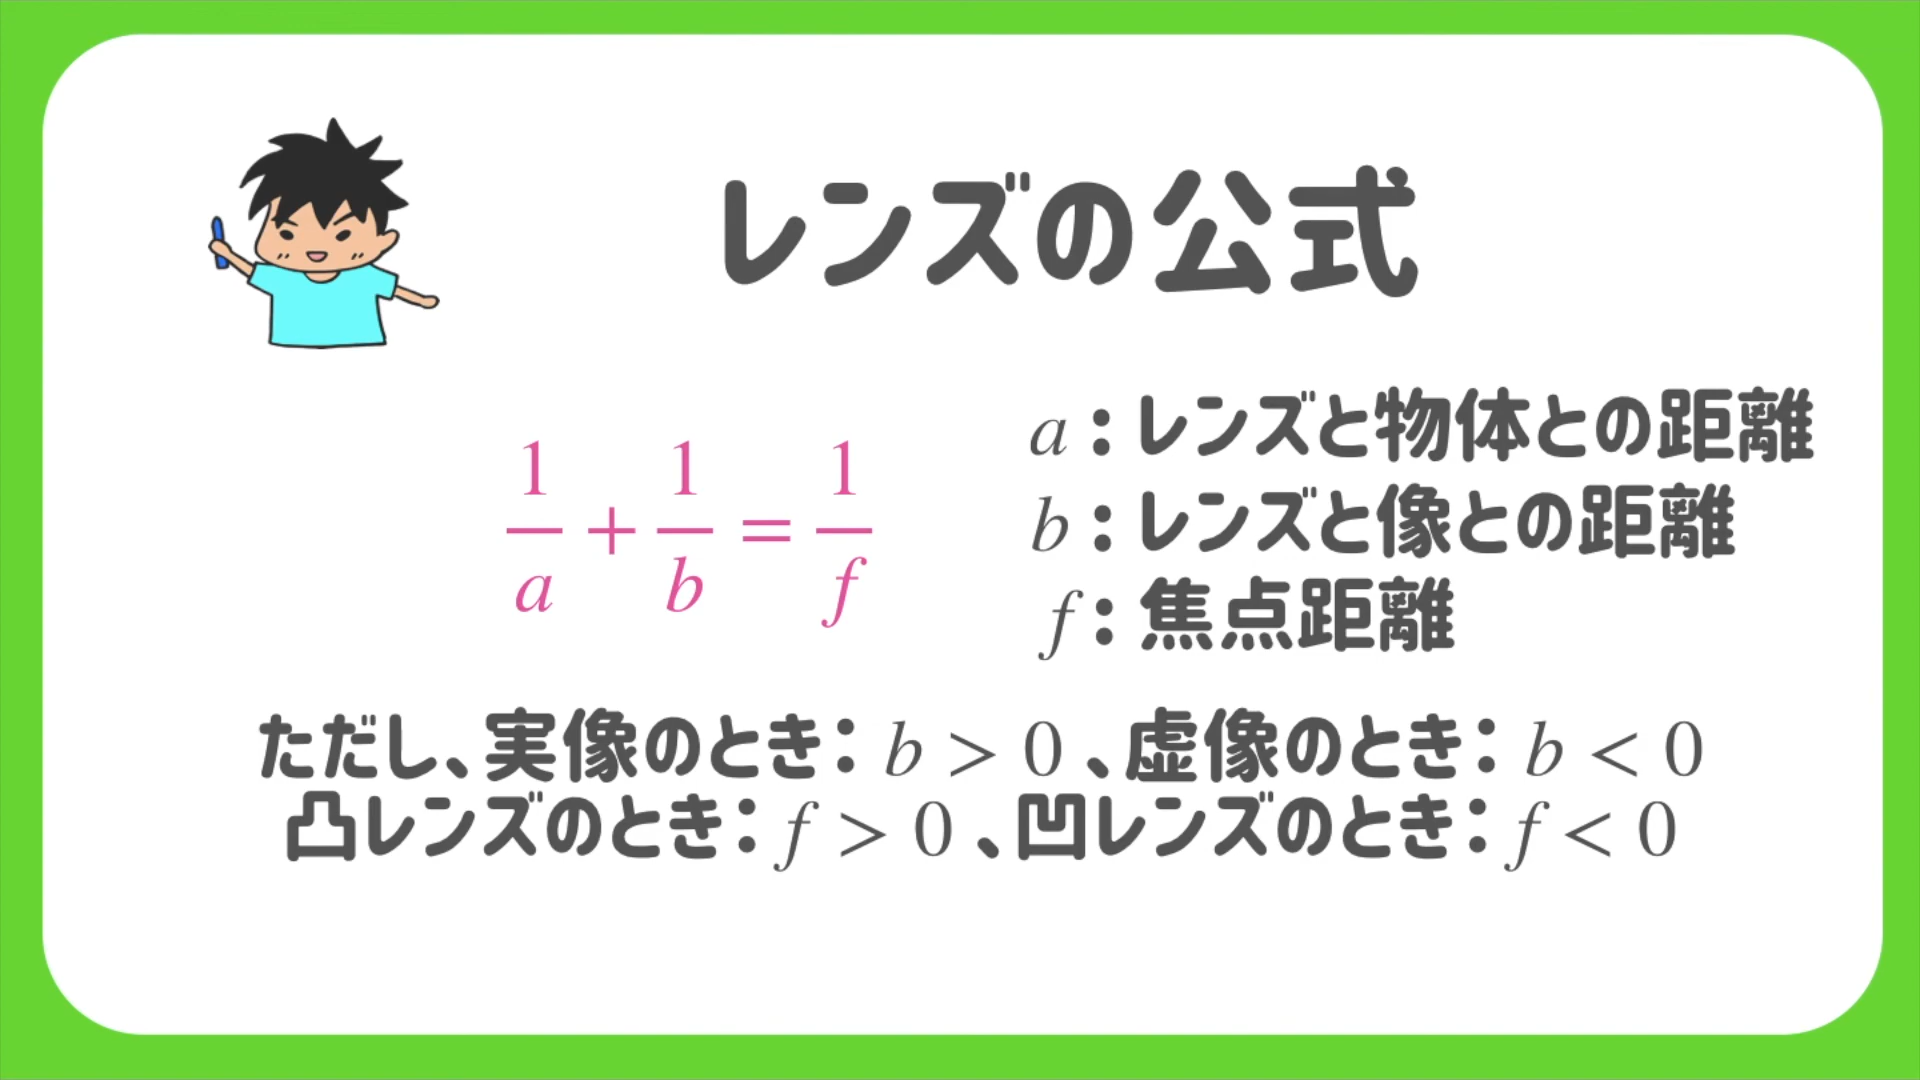 レンズの公式
1/a + 1/b = 1/f
a：レンズと物体との距離
b：レンズと像との距離
f：焦点距離
ただし、実像のとき：b > 0、虚像のとき：b < 0
凸レンズのとき：f > 0、凹レンズのとき：f < 0